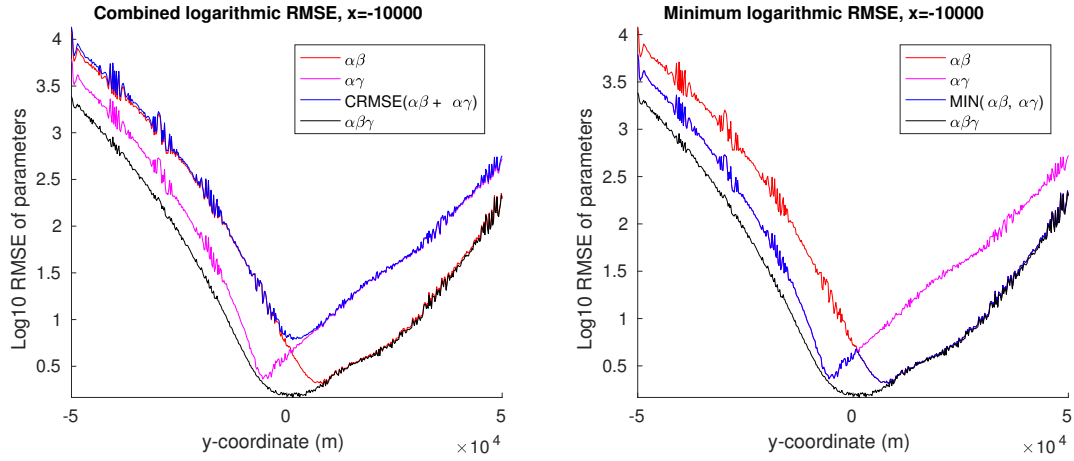 Combined logarithmic RMSE, x=-10000
Log10 RMSE of parameters
4
3.5
3
2.5
2
1.5
1
0.5
αβ
αγ
CRMSE(αβ + αγ)
αβγ
-5
0
5
y-coordinate (m)
×10^4
Minimum logarithmic RMSE, x=-10000
Log10 RMSE of parameters
4
3.5
3
2.5
2
1.5
1
0.5
αβ
αγ
MIN(αβ, αγ)
αβγ
-5
0
5
y-coordinate (m)
×10^4